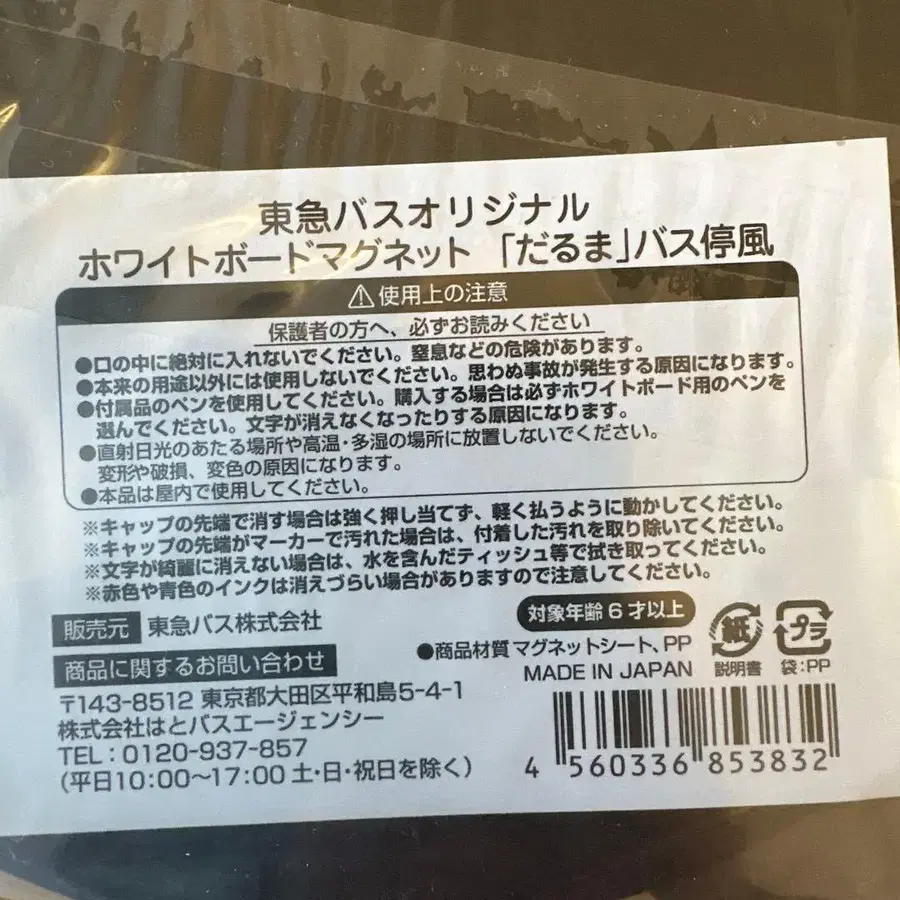 東急バスオリジナル
ホワイトボードマグネット 「だるま」バス停風
⚠使用上の注意
保護者の方へ、必ずお読みください
●口の中に絶対に入れないでください。窒息などの危険があります。
●本来の用途以外には使用しないでください。思わぬ事故が発生する原因になります。
●付属品のペンを使用してください。購入する場合は必ずホワイトボード用のペンを
選んでください。文字が消えなくなったりする原因になります。
●直射日光のあたる場所や高温・多湿の場所に放置しないでください。
変形や破損、変色の原因になります。
●本品は屋内で使用してください。
※キャップの先端で消す場合は強く押し当てず、軽く払うように動かしてください。
※キャップの先端がマーカーで汚れた場合は、付着した汚れを取り除いてください。
※文字が綺麗に消えない場合は、水を含んだティッシュ等で拭き取ってください。
※赤色や青色のインクは消えづらい場合がありますので注意してください。
対象年齢6才以上
販売元 東急バス株式会社
●商品材質 マグネットシート、PP
MADE IN JAPAN
紙
説明書
プラ
袋:PP
商品に関するお問い合わせ
〒143-8512 東京都大田区平和島5-4-1
株式会社はとバスエージェンシー
TEL:0120-937-857
(平日10:00〜17:00 土・日・祝日を除く)
4 560336 853832